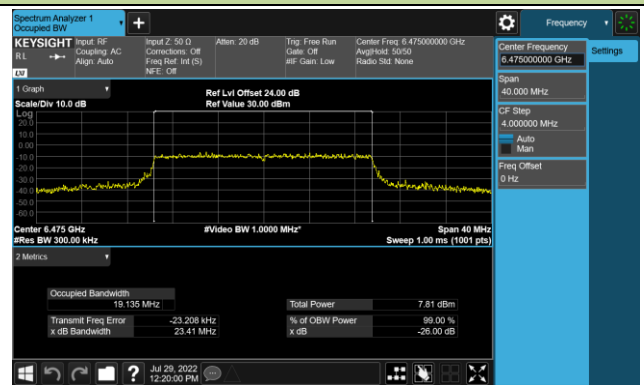 Spectrum Analyzer 1
Occupied BW
Frequency
KEYSIGHT
RL
LXI
Input: RF
Coupling: AC
Align: Auto
Input Z: 50 Ω
Corrections: Off
Freq Ref: Int (S)
NFE: Off
Atten: 20 dB
Trig: Free Run
Gate: Off
#IF Gain: Low
Center Freq: 6.475000000 GHz
Avg|Hold: 50/50
Radio Std: None
Center Frequency
6.475000000 GHz
Settings
Span
40.000 MHz
CF Step
4.000000 MHz
Auto
Man
Freq Offset
0 Hz
1 Graph
Scale/Div 10.0 dB
Ref Lvl Offset 24.00 dB
Ref Value 30.00 dBm
Log
20.0
10.0
0.00
-10.0
-20.0
-30.0
-40.0
-50.0
-60.0
Center 6.475 GHz
#Res BW 300.00 kHz
#Video BW 1.0000 MHz*
Span 40 MHz
Sweep 1.00 ms (1001 pts)
2 Metrics
Occupied Bandwidth
19.135 MHz
Transmit Freq Error -23.208 kHz
x dB Bandwidth 23.41 MHz
Total Power 7.81 dBm
% of OBW Power 99.00 %
x dB -26.00 dB
?
Jul 29, 2022
12:20:00 PM